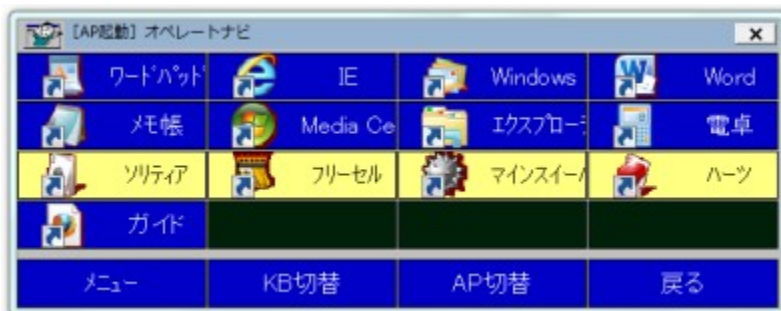 [AP起動] オペレートナビ
ワードパッド IE Windows Word
メモ帳 Media Ce エクスプローラ 電卓
ソリティア フリーセル マインスイーパ ハーツ
ガイド
メニュー KB切替 AP切替 戻る